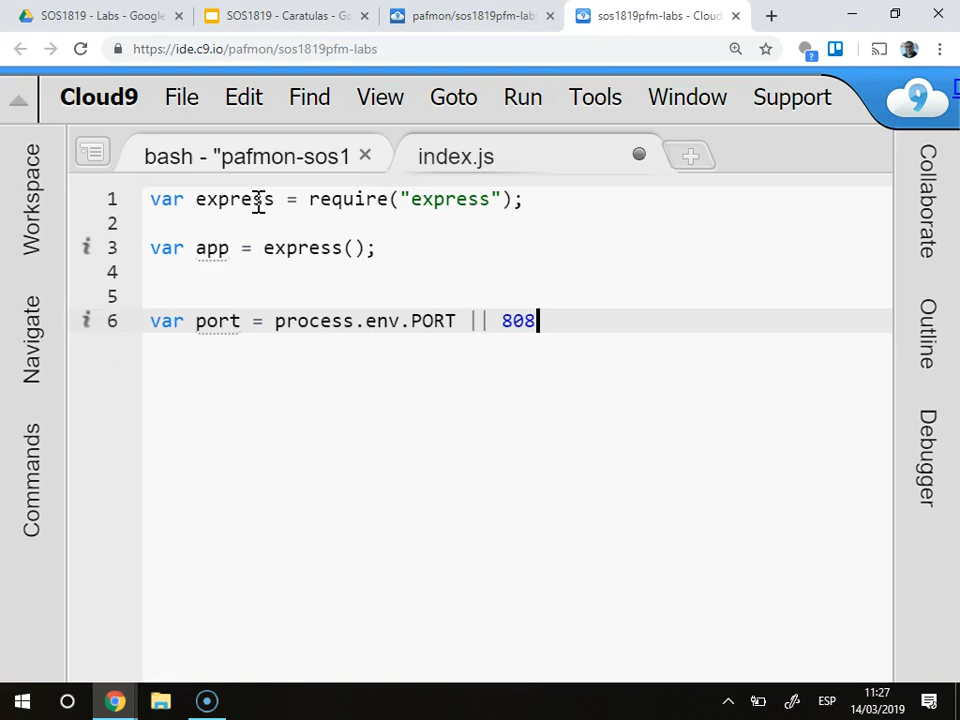 SOS1819 - Labs - Google
SOS1819 - Caratulas - Go
pafmon/sos1819pfm-labs
sos1819pfm-labs - Cloud
https://ide.c9.io/pafmon/sos1819pfm-labs
Cloud9 File Edit Find View Goto Run Tools Window Support
9
bash - "pafmon-sos1
index.js
Workspace
Navigate
Commands
1 var express = require("express");
2
3 var app = express();
4
5
6 var port = process.env.PORT || 808
Collaborate
Outline
Debugger
ESP
11:27
14/03/2019